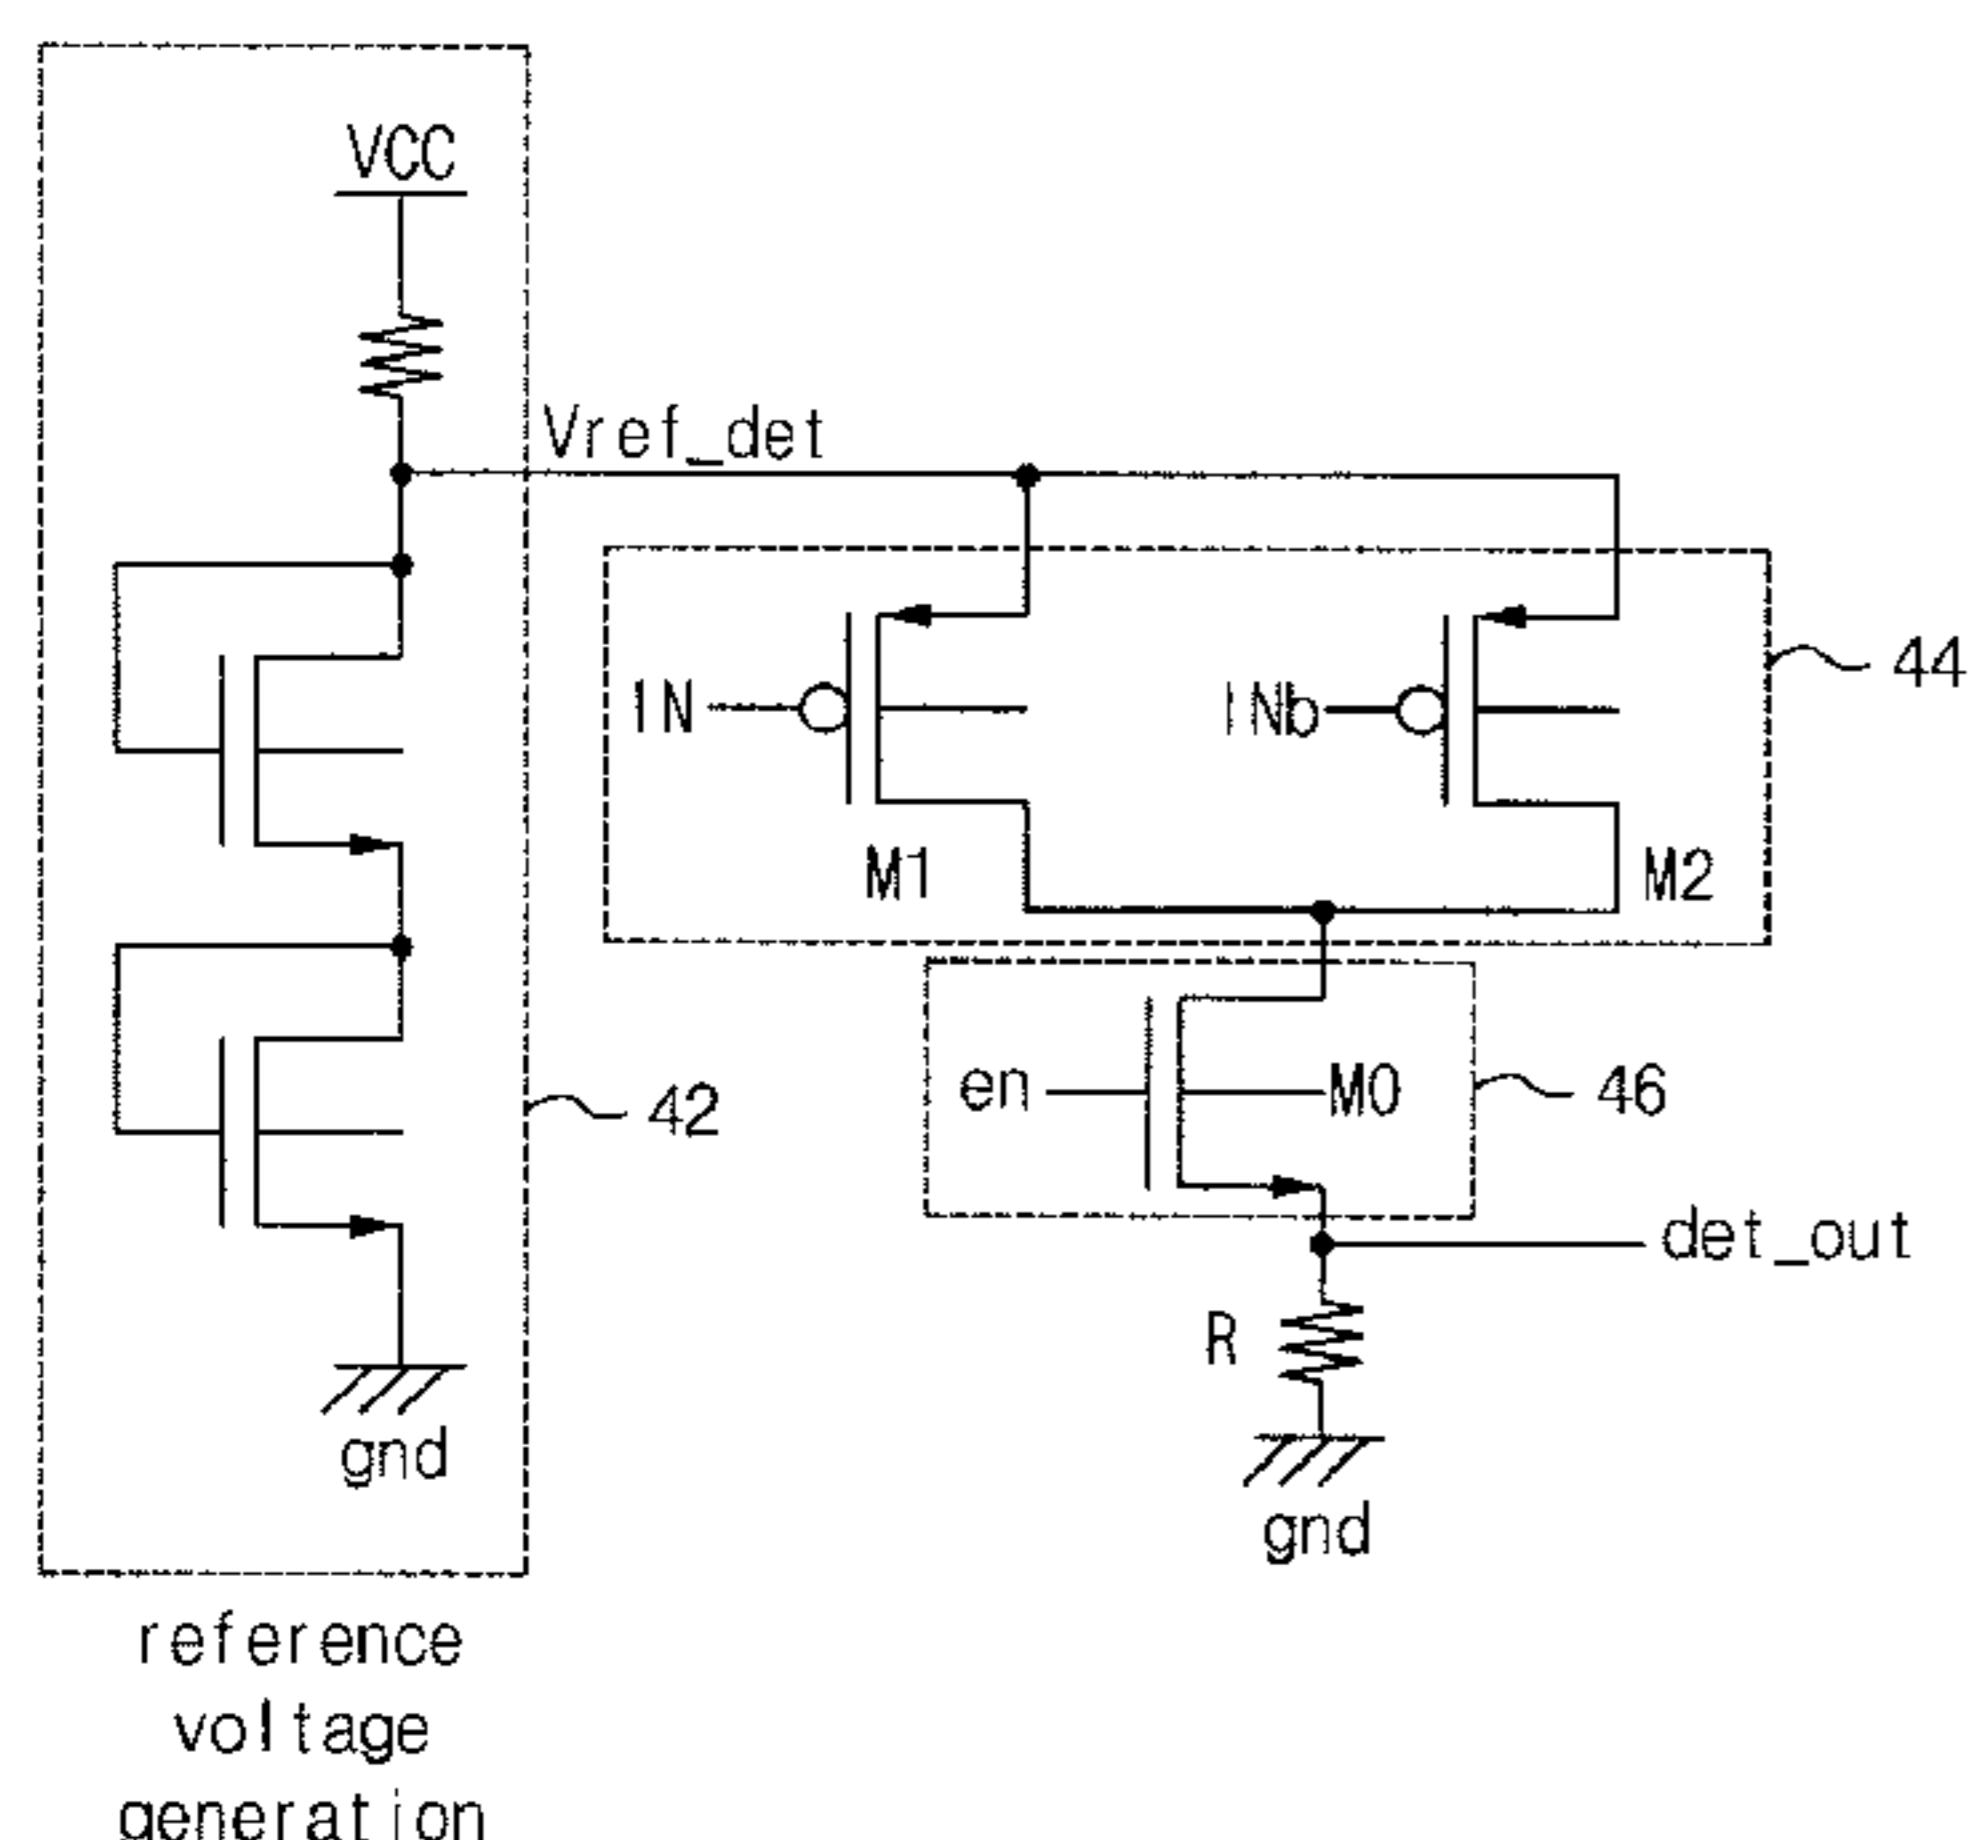 VCC
Vref_det
IN
INb
44
M1
M2
en
M0
46
42
det_out
R
gnd
gnd
reference
voltage
generation